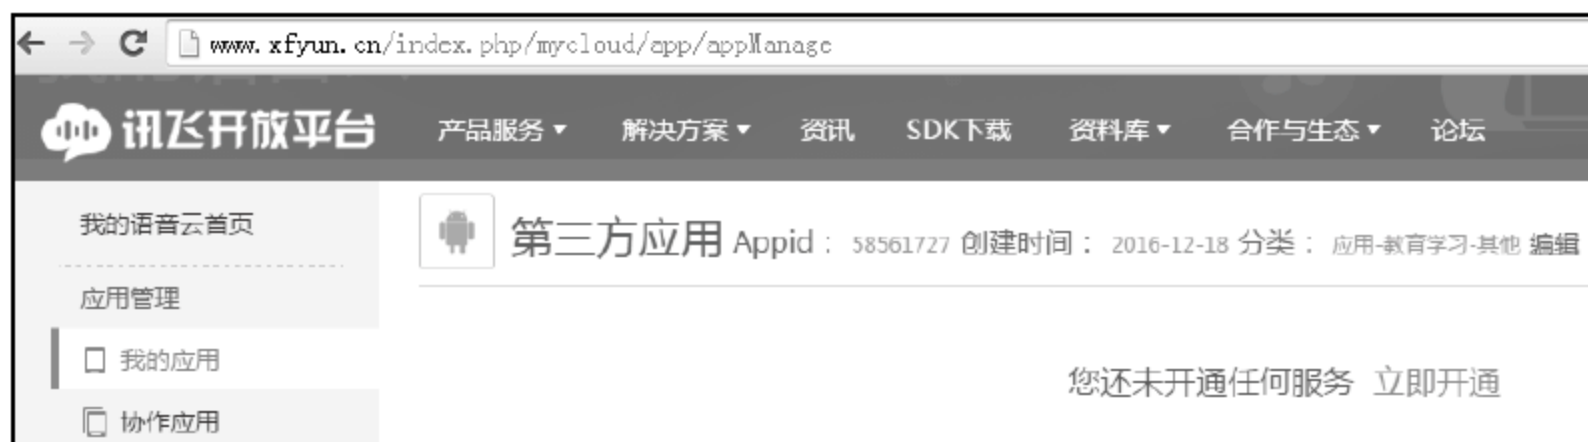 www.xfyun.cn/index.php/mycloud/app/appManage
讯飞开放平台 产品服务▼ 解决方案▼ 资讯 SDK下载 资料库▼ 合作与生态▼ 论坛
我的语音云首页
第三方应用 Appid： 58561727 创建时间： 2016-12-18 分类： 应用-教育学习-其他 编辑
应用管理
我的应用
您还未开通任何服务 立即开通
协作应用